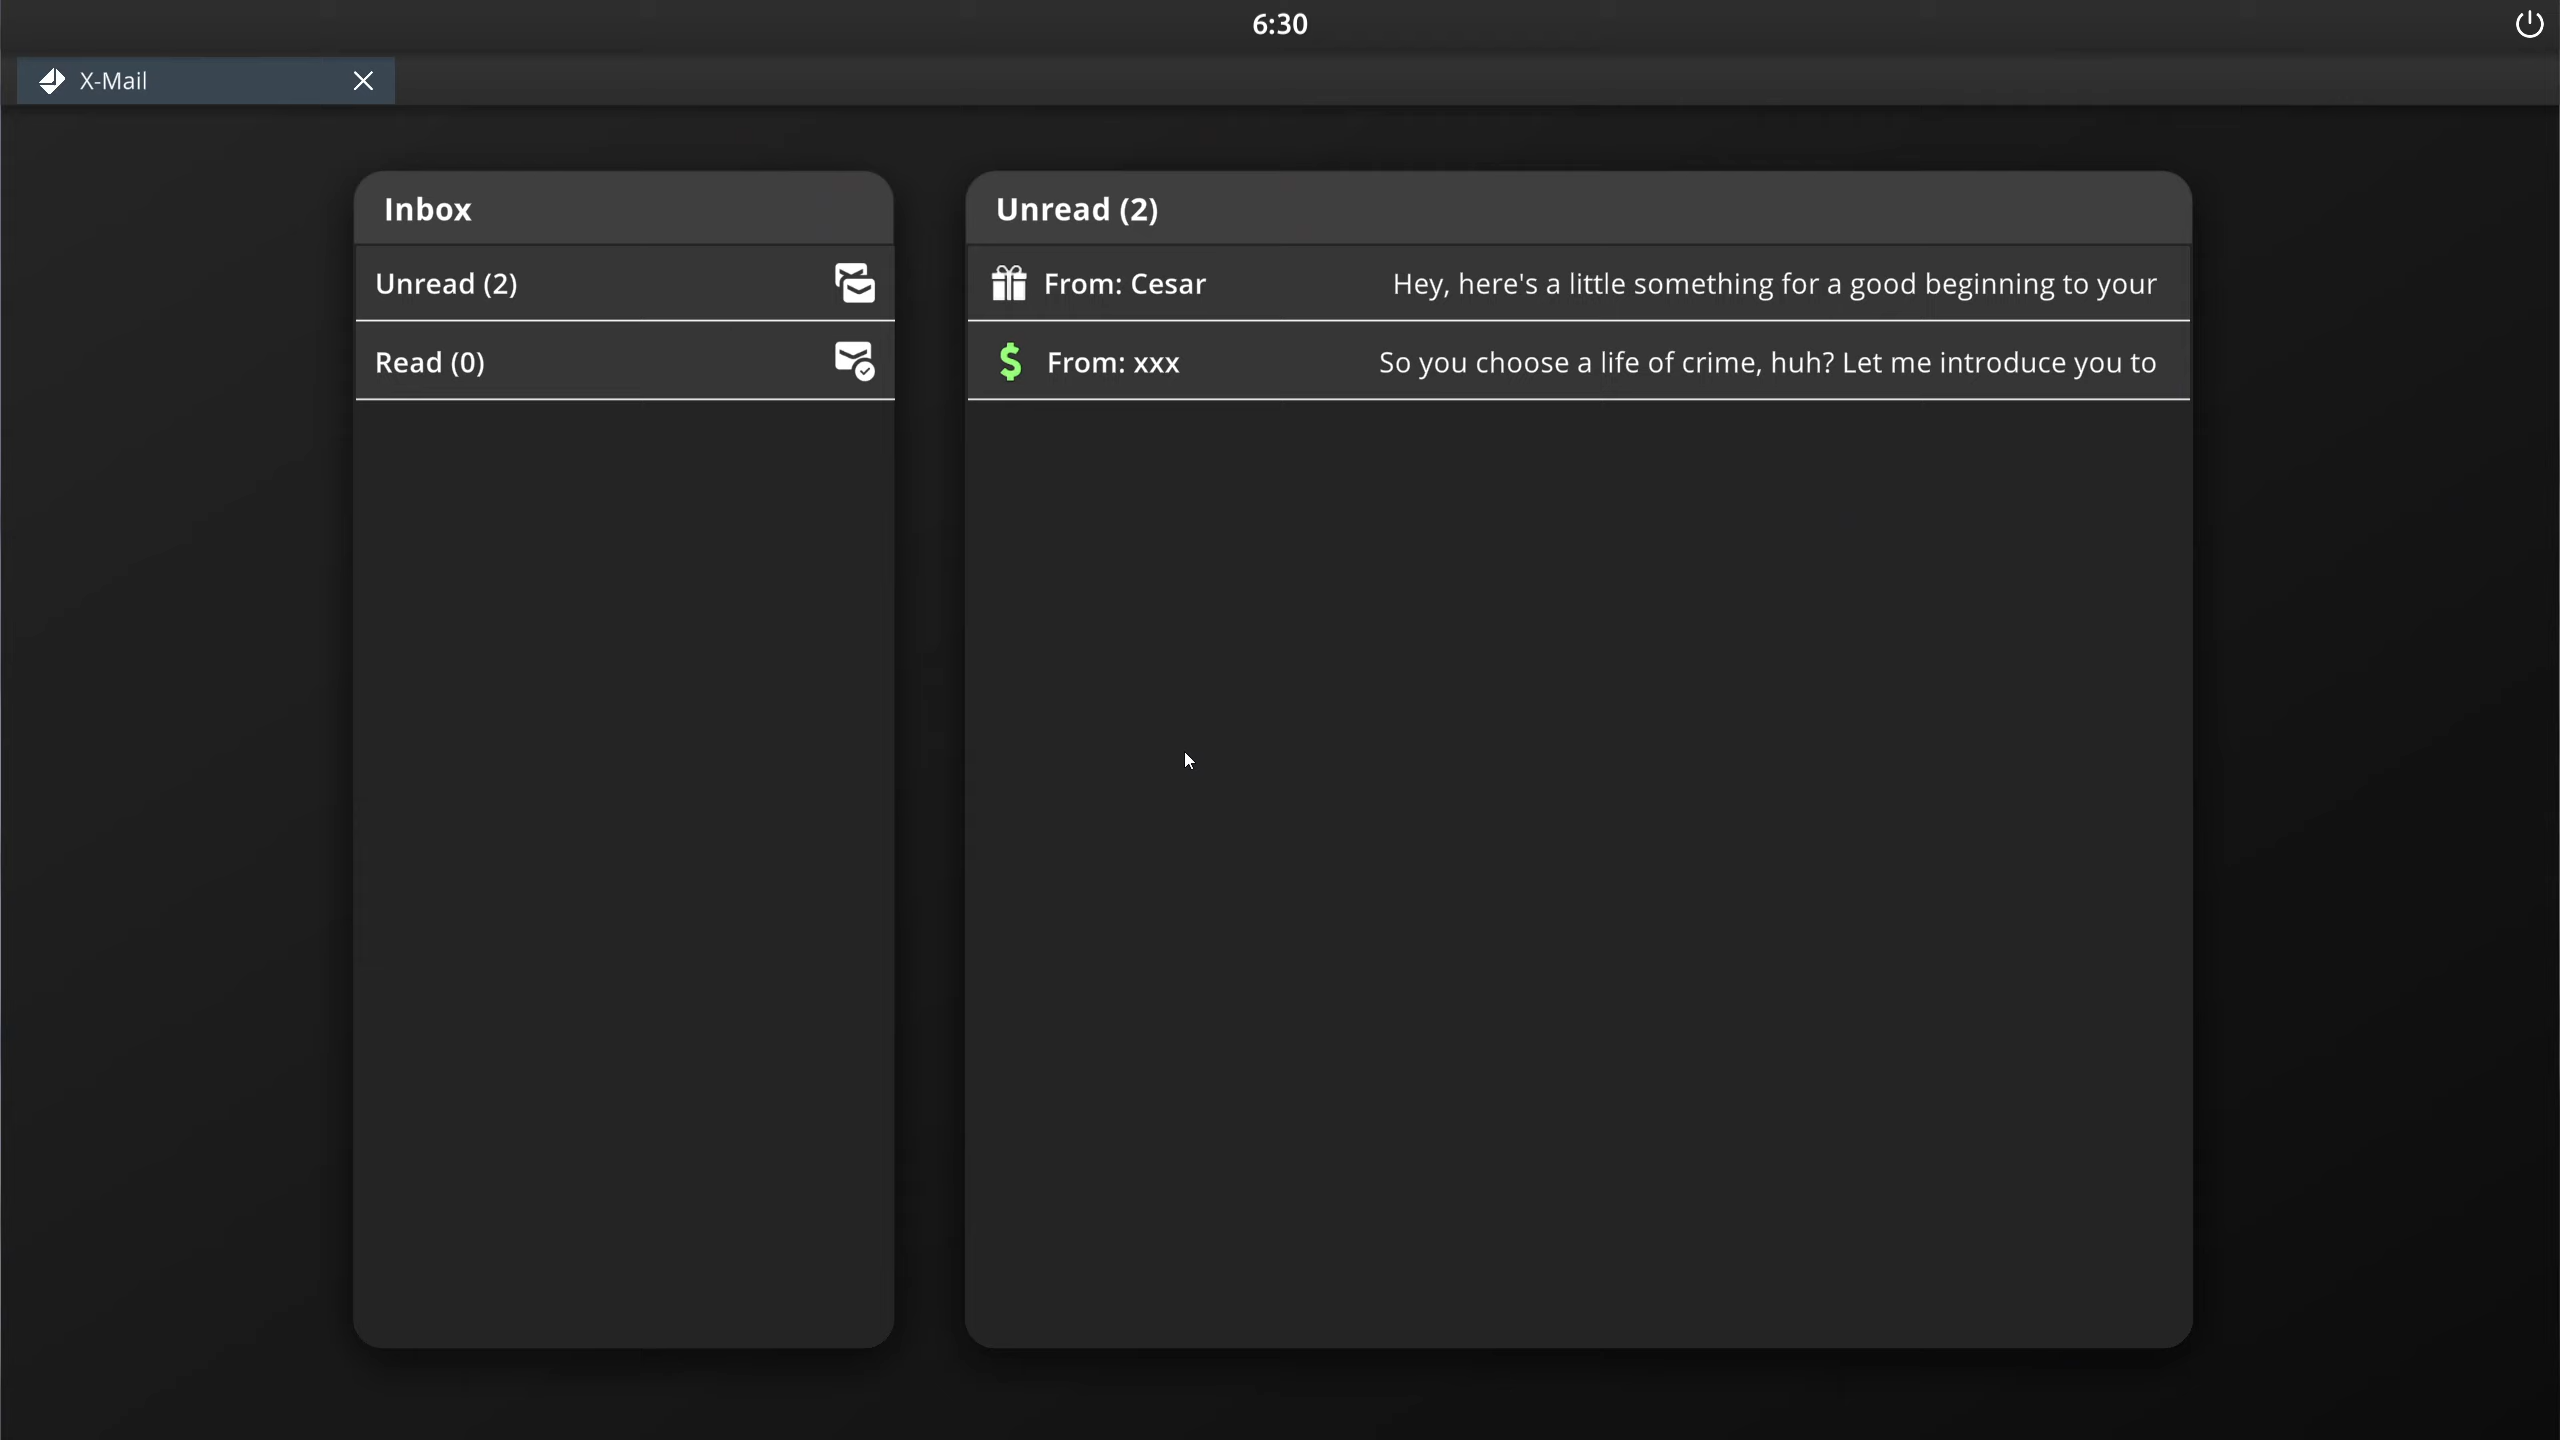 6:30
X-Mail
Inbox
Unread (2)
Read (0)
Unread (2)
From: Cesar Hey, here's a little something for a good beginning to your
From: xxx So you choose a life of crime, huh? Let me introduce you to